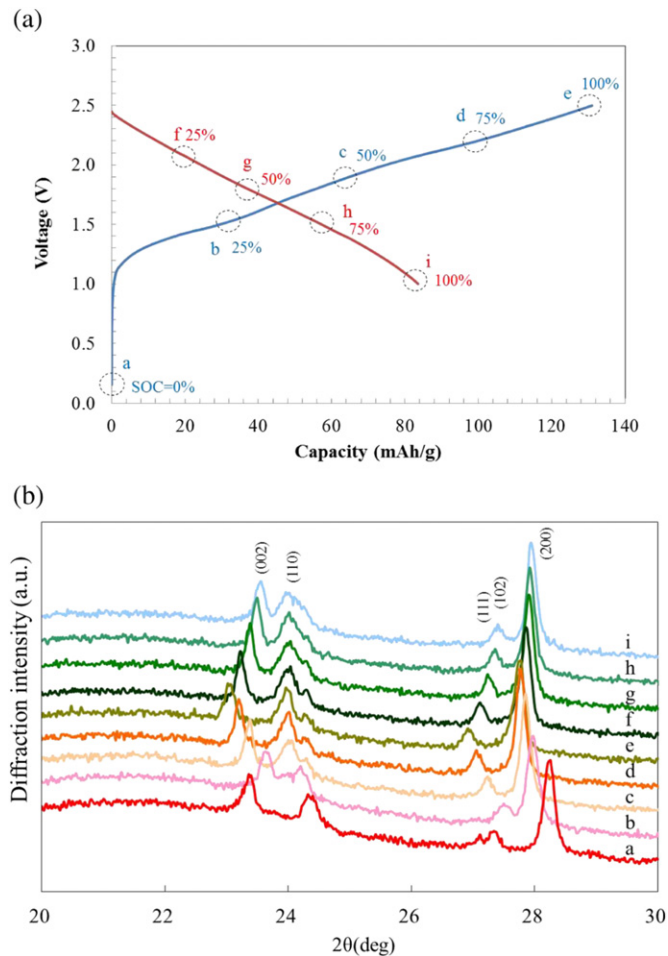 (a)
3.0
2.5
2.0
1.5
1.0
0.5
0.0
Voltage (V)
e 100%
d 75%
c 50%
f 25%
g
50%
h
75%
b 25%
i
100%
a
SOC=0%
0 20 40 60 80 100 120 140
Capacity (mAh/g)
(b)
Diffraction intensity (a.u.)
(002)
(110)
(111)
(102)
(200)
i
h
g
f
e
d
c
b
a
20 22 24 26 28 30
2θ(deg)